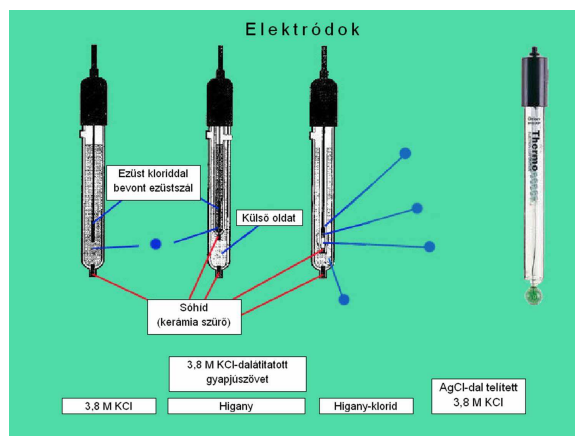 Elektródok
Ezüst kloriddal
bevont ezüstszál
Külső oldat
Thermo
Sóhíd
(kerámia szűrő)
3,8 M KCl-dalátitatott
gyapjúszövet
3,8 M KCl
Higany
Higany-klorid
AgCl-dal telített
3,8 M KCl